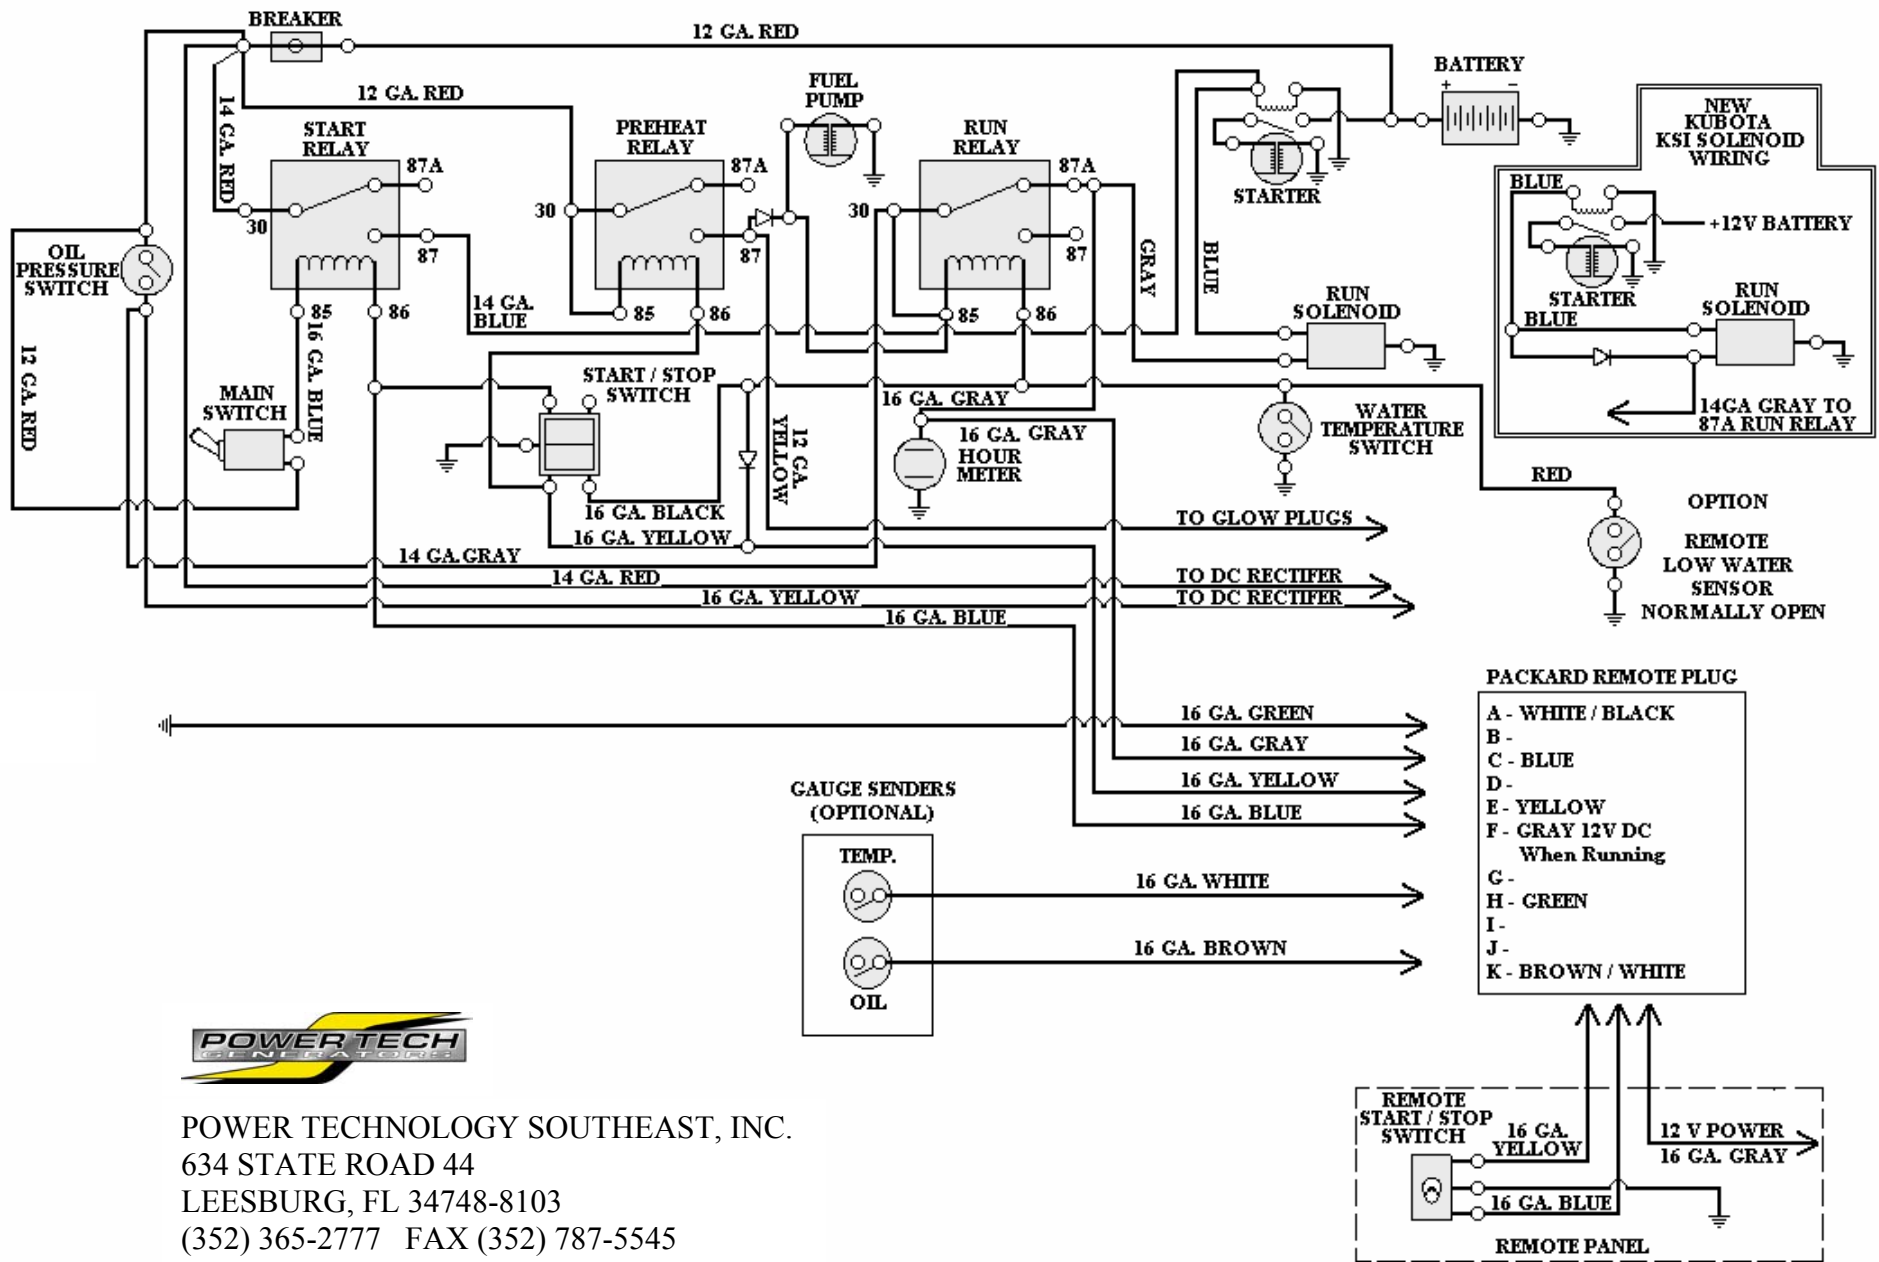 BREAKER
12 GA. RED
12 GA. RED
14 GA. RED
START
RELAY
87A
30
87
85
86
PREHEAT
RELAY
87A
30
87
85
86
FUEL
PUMP
RUN
RELAY
87A
30
87
85
86
GRAY
BLUE
STARTER
BATTERY
+
-
NEW
KUBOTA
KSI SOLENOID
WIRING
BLUE
+12V BATTERY
STARTER
BLUE
RUN
SOLENOID
14GA GRAY TO
87A RUN RELAY
RUN
SOLENOID
OIL
PRESSURE
SWITCH
12 GA. RED
16 GA. BLUE
14 GA.
BLUE
MAIN
SWITCH
START / STOP
SWITCH
16 GA. GRAY
16 GA. GRAY
HOUR
METER
12 GA.
YELLOW
WATER
TEMPERATURE
SWITCH
RED
OPTION
REMOTE
LOW WATER
SENSOR
NORMALLY OPEN
16 GA. BLACK
16 GA. YELLOW
TO GLOW PLUGS
14 GA.GRAY
14 GA. RED
TO DC RECTIFER
16 GA. YELLOW
TO DC RECTIFER
16 GA. BLUE
16 GA. GREEN
16 GA. GRAY
16 GA. YELLOW
16 GA. BLUE
GAUGE SENDERS
(OPTIONAL)
TEMP.
16 GA. WHITE
16 GA. BROWN
OIL
PACKARD REMOTE PLUG
A - WHITE / BLACK
B -
C - BLUE
D -
E - YELLOW
F - GRAY 12V DC
When Running
G -
H - GREEN
I -
J -
K - BROWN / WHITE
REMOTE
START / STOP
SWITCH
16 GA.
YELLOW
12 V POWER
16 GA. GRAY
16 GA. BLUE
REMOTE PANEL
POWER TECH
GENERATORS
POWER TECHNOLOGY SOUTHEAST, INC.
634 STATE ROAD 44
LEESBURG, FL 34748-8103
(352) 365-2777 FAX (352) 787-5545